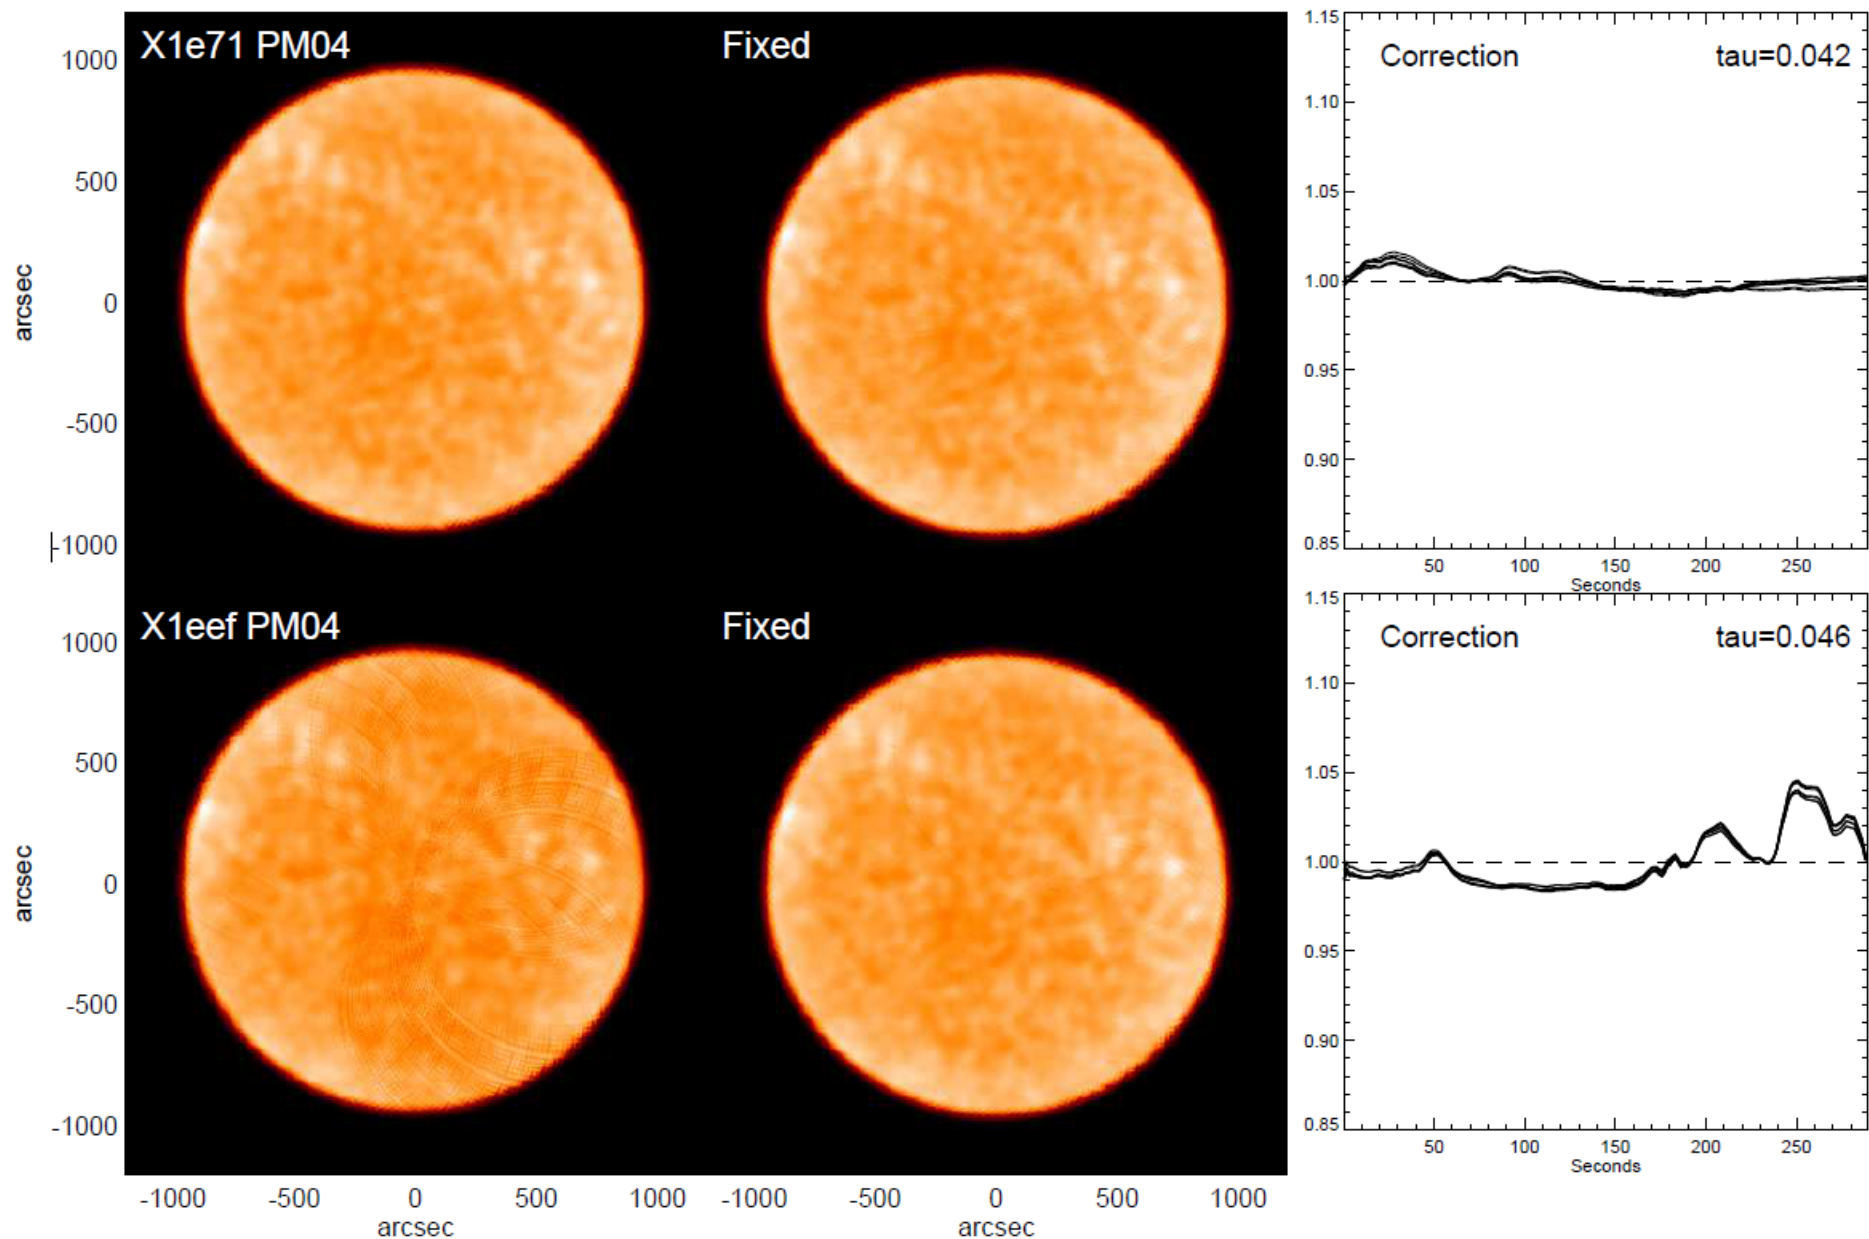 X1e71 PM04
Fixed
1000
500
0
-500
-1000
arcsec
1.15
1.10
1.05
1.00
0.95
0.90
0.85
Correction tau=0.042
50 100 150 200 250
Seconds
X1eef PM04
Fixed
1000
500
0
-500
-1000
arcsec
1.15
1.10
1.05
1.00
0.95
0.90
0.85
Correction tau=0.046
50 100 150 200 250
Seconds
-1000 -500 0 500 1000 -1000 -500 0 500 1000
arcsec arcsec